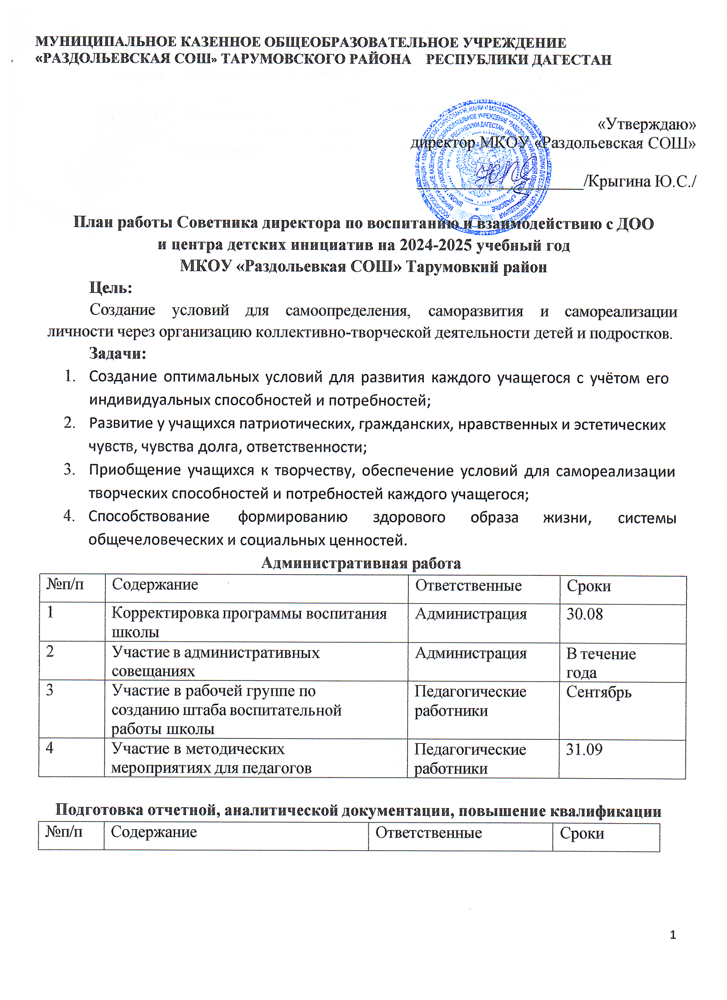 МУНИЦИПАЛЬНОЕ КАЗЕННОЕ ОБЩЕОБРАЗОВАТЕЛЬНОЕ УЧРЕЖДЕНИЕ
«РАЗДОЛЬЕВСКАЯ СОШ» ТАРУМОВСКОГО РАЙОНА РЕСПУБЛИКИ ДАГЕСТАН
«Утверждаю»
директор МКОУ «Раздольевская СОШ»
/Крыгина Ю.С./
План работы Советника директора по воспитанию и взаимодействию с ДОО
и центра детских инициатив на 2024-2025 учебный год
МКОУ «Раздольевкая СОШ» Тарумовкий район
Цель:
Создание условий для самоопределения, саморазвития и самореализации
личности через организацию коллективно-творческой деятельности детей и подростков.
Задачи:
1. Создание оптимальных условий для развития каждого учащегося с учётом его
индивидуальных способностей и потребностей;
2. Развитие у учащихся патриотических, гражданских, нравственных и эстетических
чувств, чувства долга, ответственности;
3. Приобщение учащихся к творчеству, обеспечение условий для самореализации
творческих способностей и потребностей каждого учащегося;
4. Способствование формированию здорового образа жизни, системы
общечеловеческих и социальных ценностей.
Административная работа
№п/п Содержание Ответственные Сроки
1 Корректировка программы воспитания Администрация 30.08
школы
2 Участие в административных Администрация В течение
совещаниях года
3 Участие в рабочей группе по Педагогические Сентябрь
созданию штаба воспитательной работники
работы школы
4 Участие в методических Педагогические 31.09
мероприятиях для педагогов работники
Подготовка отчетной, аналитической документации, повышение квалификации
№п/п Содержание Ответственные Сроки
1